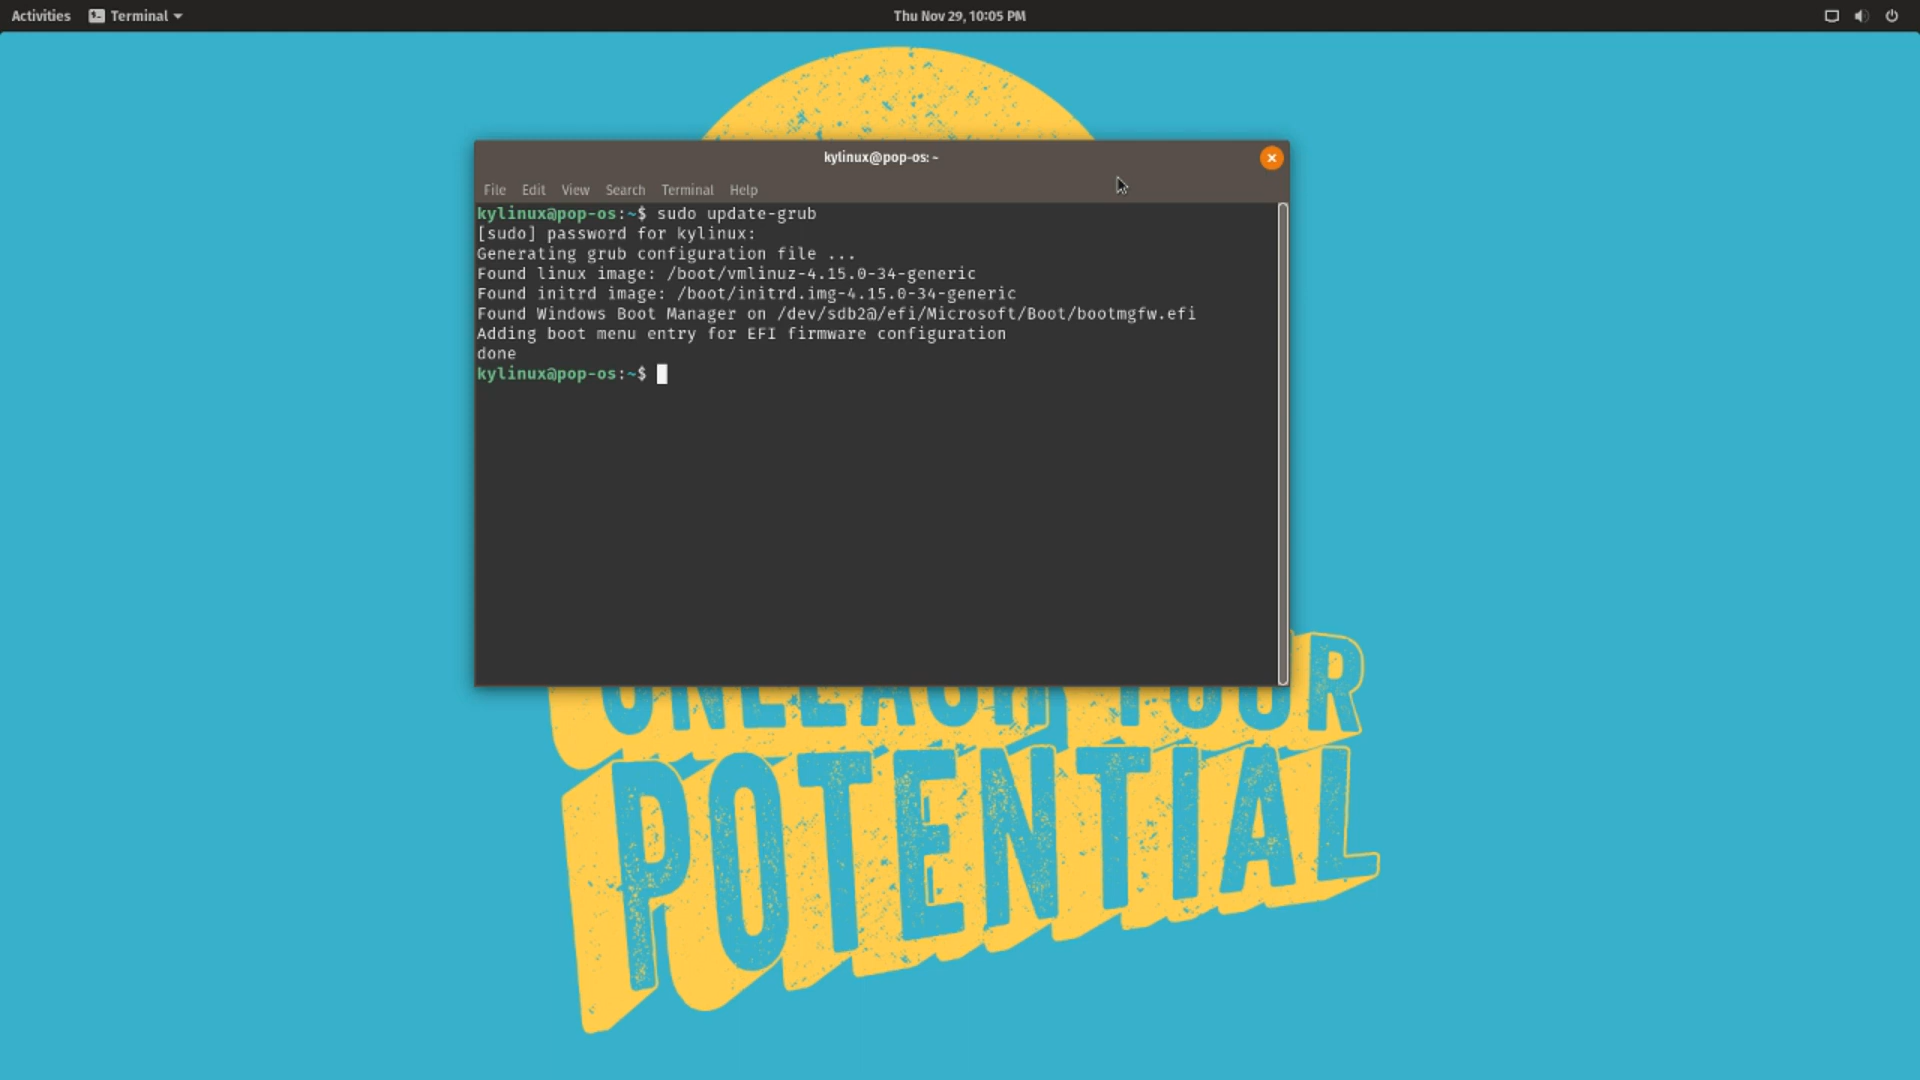 Activities Terminal Thu Nov 29, 10:05 PM
kylinux@pop-os: ~
File Edit View Search Terminal Help
kylinux@pop-os:~$ sudo update-grub
[sudo] password for kylinux:
Generating grub configuration file ...
Found linux image: /boot/vmlinuz-4.15.0-34-generic
Found initrd image: /boot/initrd.img-4.15.0-34-generic
Found Windows Boot Manager on /dev/sdb2@/efi/Microsoft/Boot/bootmgfw.efi
Adding boot menu entry for EFI firmware configuration
done
kylinux@pop-os:~$
UNLEASH YOUR
POTENTIAL